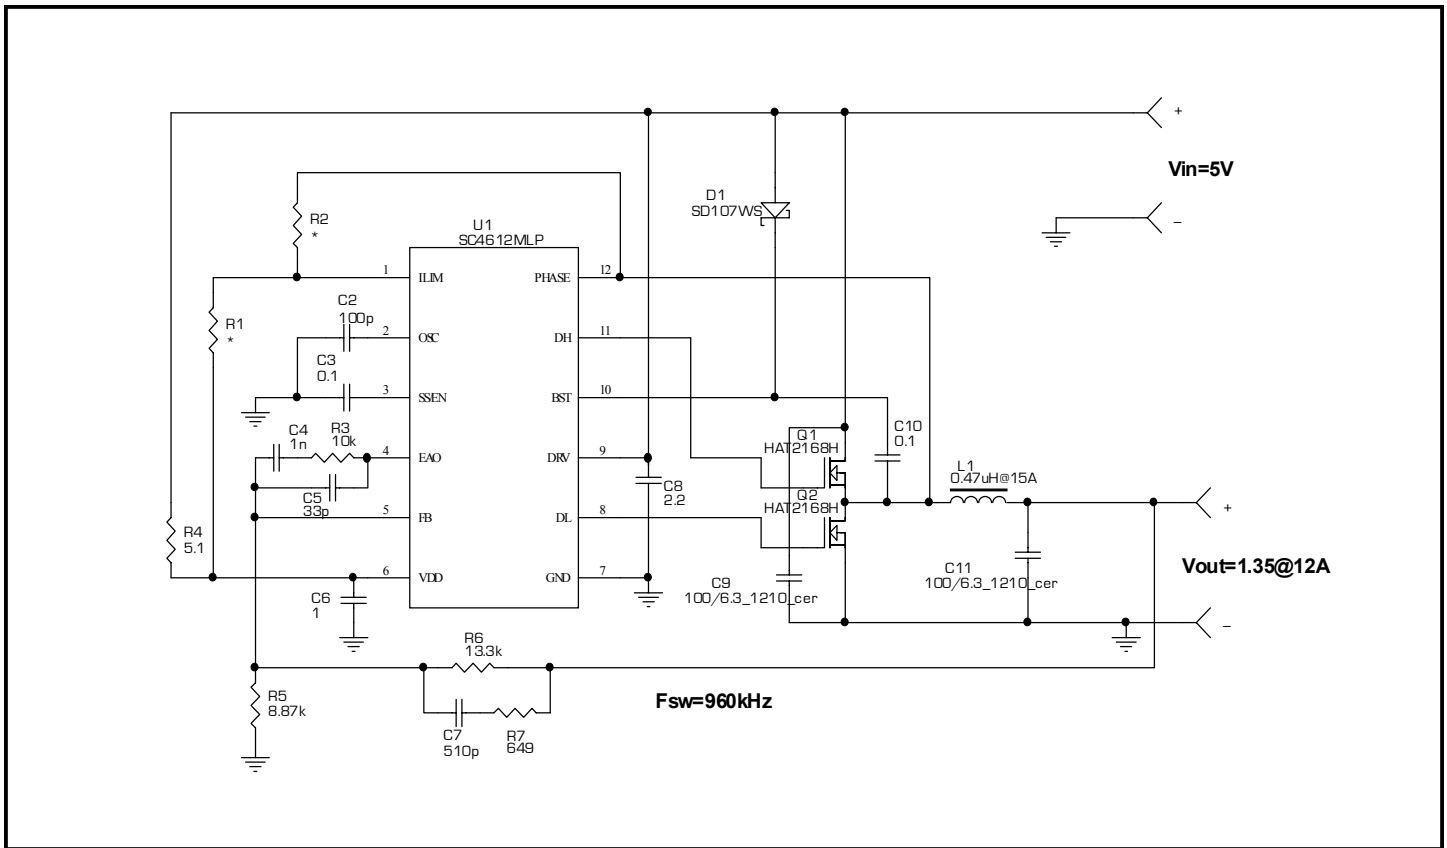 +
Vin=5V
–
D1
SD107WS
R2
*
U1
SC4612MLP
1
ILIM
PHASE
12
C2
100p
R1
*
2
OSC
DH
11
C3
0.1
3
SSEN
BST
10
C4
1n
R3
10k
4
EAO
DRV
9
C5
33p
C8
2.2
5
FB
DL
8
R4
5.1
6
VDD
GND
7
C6
1
Q1
HAT2168H
Q2
HAT2168H
C10
0.1
L1
0.47uH@15A
+
Vout=1.35@12A
–
C9
100/6.3_1210_cer
C11
100/6.3_1210_cer
R6
13.3k
R5
8.87k
C7
510p
R7
649
Fsw=960kHz